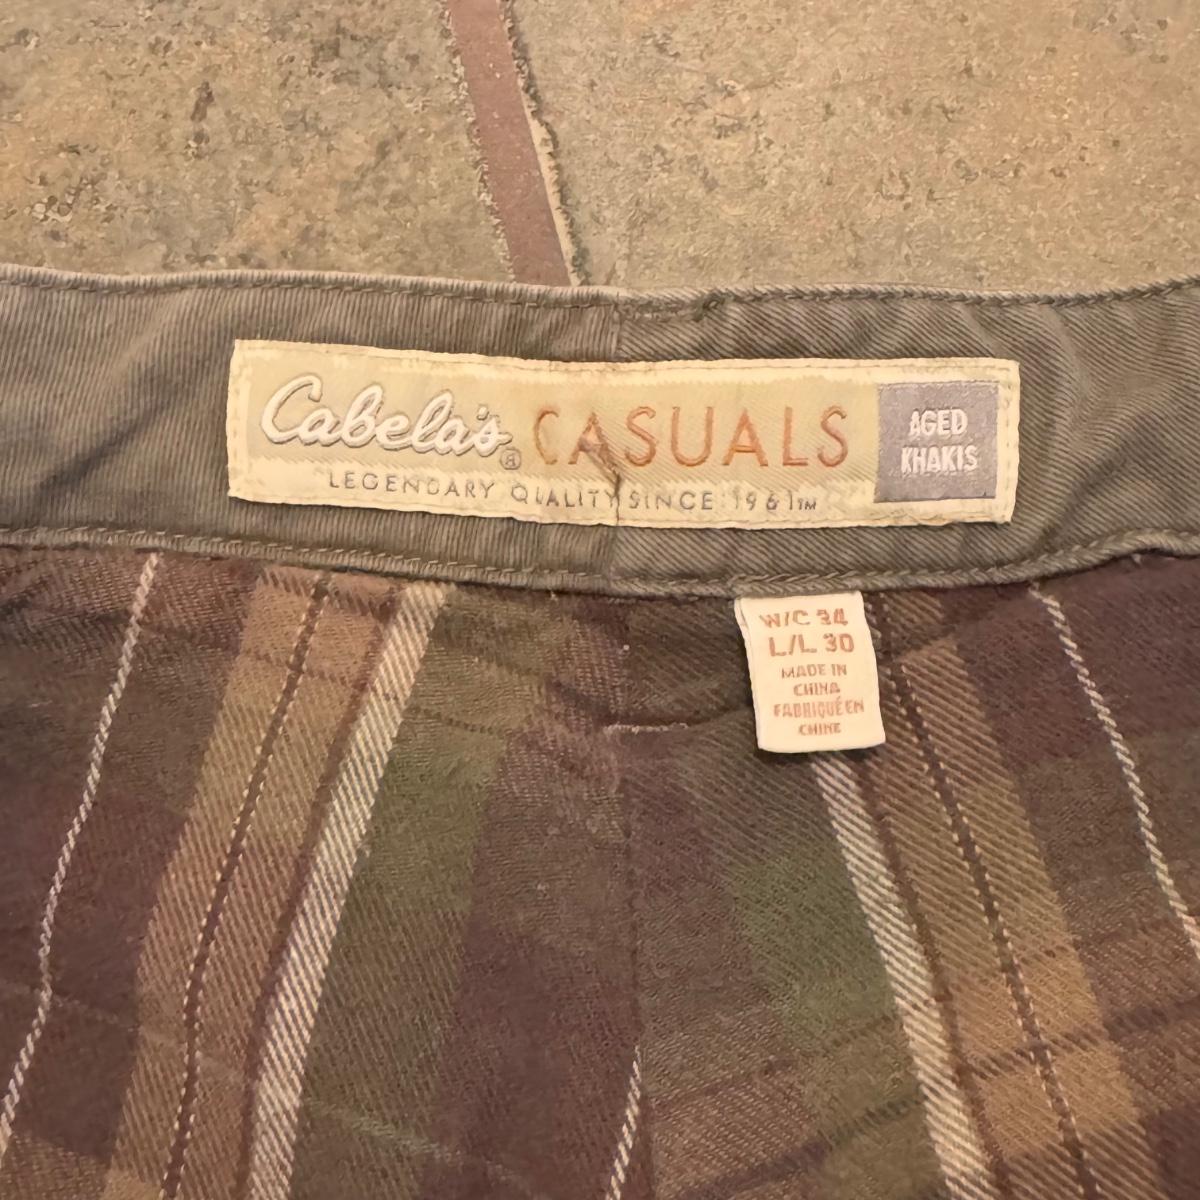 Cabela's® CASUALS
LEGENDARY QUALITY SINCE 1961™
AGED
KHAKIS
W/C 34
L/L 30
MADE IN
CHINA
FABRIQUÉ EN
CHINE